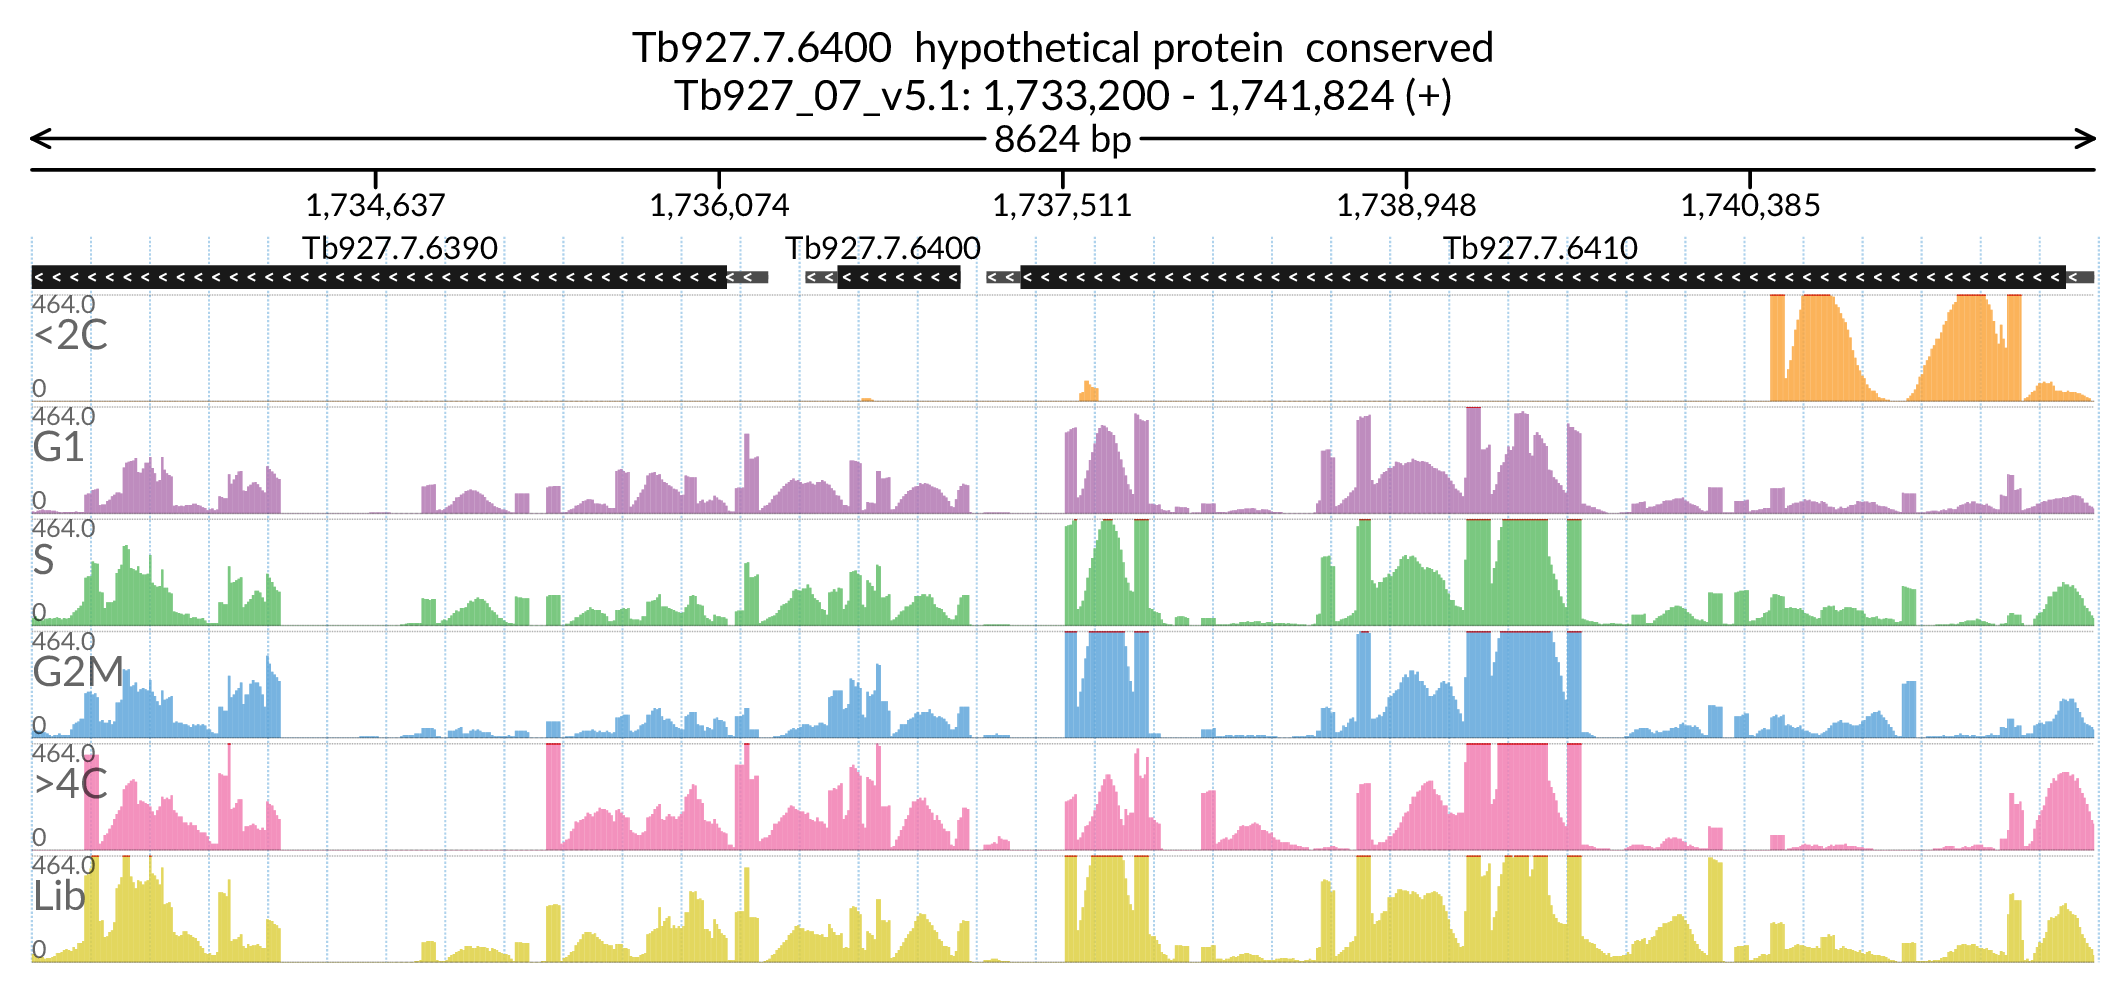 Tb927.7.6400 hypothetical protein conserved
Tb927_07_v5.1: 1,733,200 - 1,741,824 (+)
8624 bp
1,734,637 1,736,074 1,737,511 1,738,948 1,740,385
Tb927.7.6390 Tb927.7.6400 Tb927.7.6410
464.0
<2C
0
464.0
G1
0
464.0
S
0
464.0
G2M
0
464.0
>4C
0
464.0
Lib
0